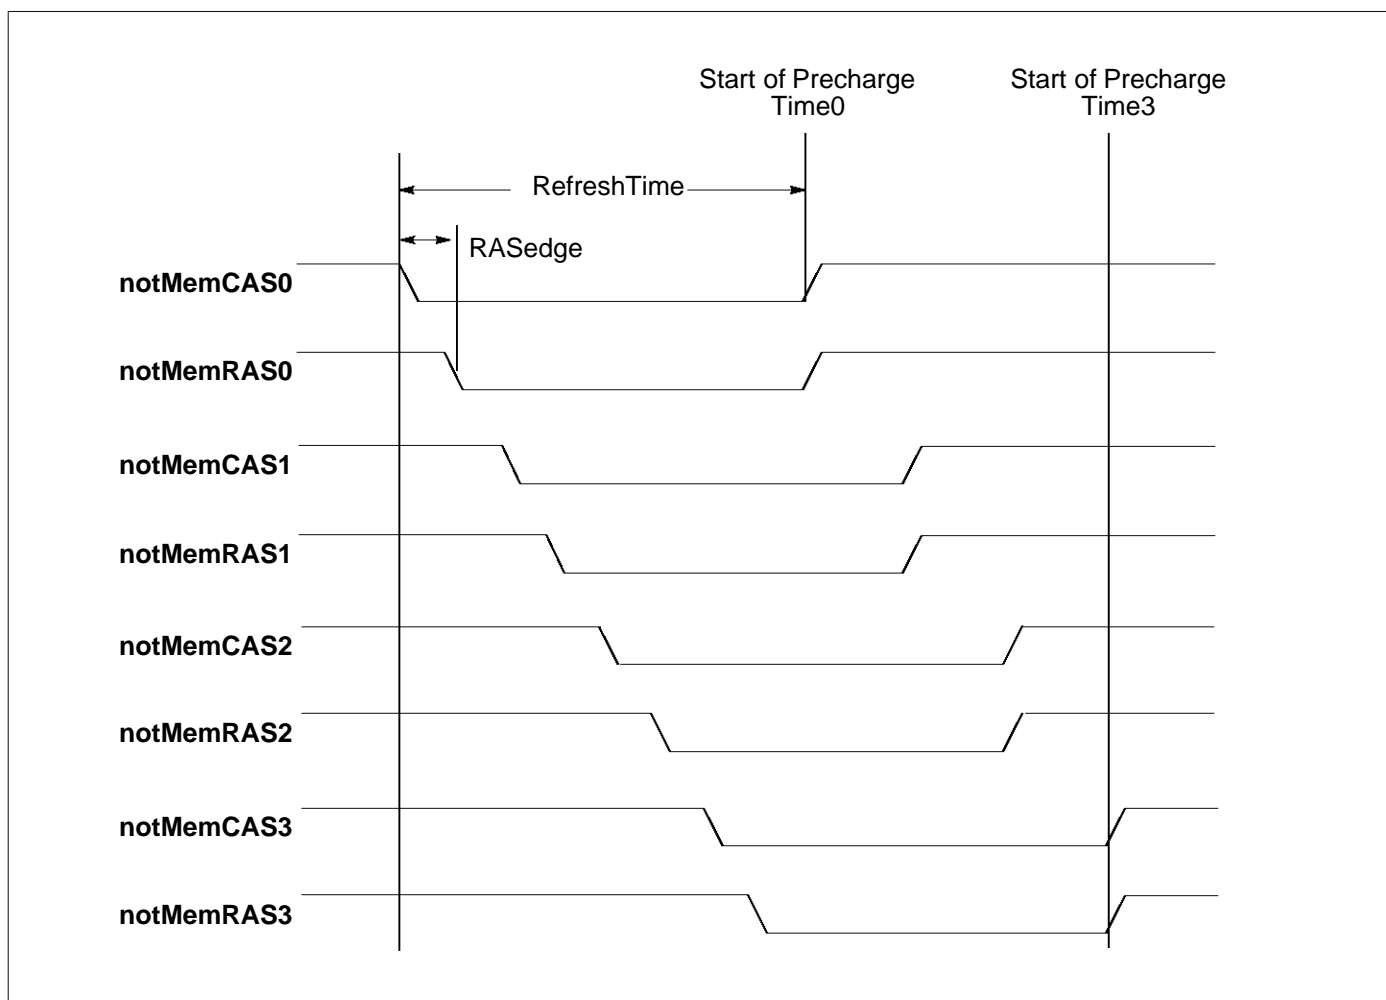 Start of Precharge
Time0
Start of Precharge
Time3
RefreshTime
RASedge
notMemCAS0
notMemRAS0
notMemCAS1
notMemRAS1
notMemCAS2
notMemRAS2
notMemCAS3
notMemRAS3